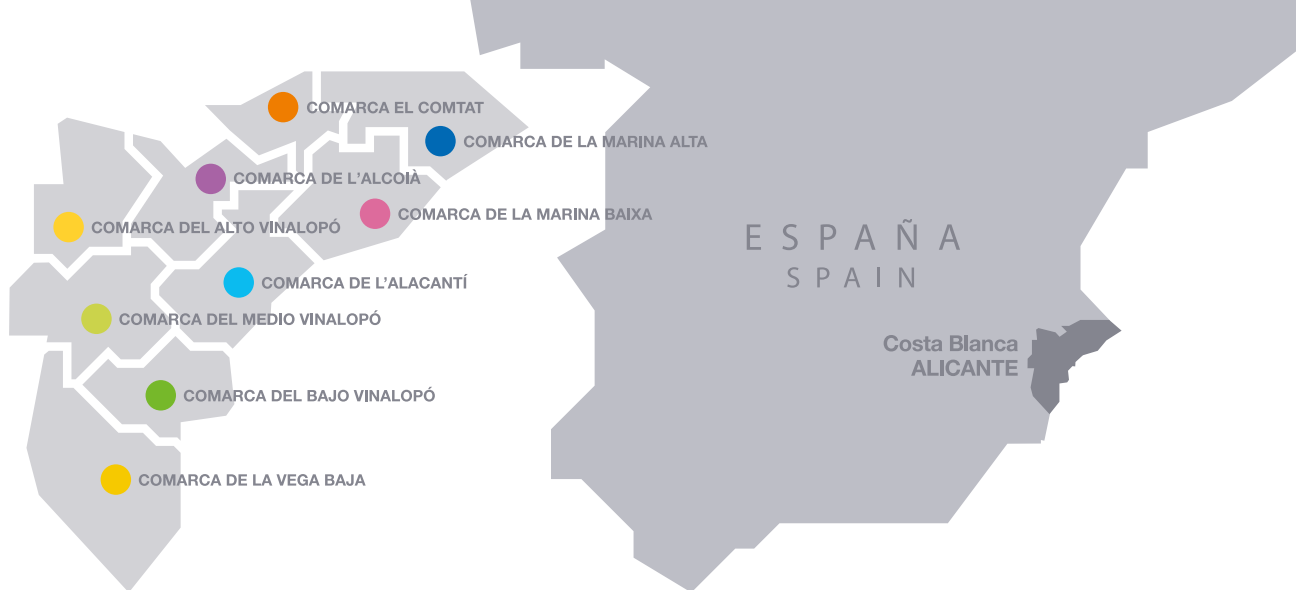 COMARCA EL COMTAT
COMARCA DE LA MARINA ALTA
COMARCA DE L’ALCOIÀ
COMARCA DE LA MARINA BAIXA
COMARCA DEL ALTO VINALOPÓ
COMARCA DE L’ALACANTÍ
COMARCA DEL MEDIO VINALOPÓ
COMARCA DEL BAJO VINALOPÓ
COMARCA DE LA VEGA BAJA
ESPAÑA
SPAIN
Costa Blanca
ALICANTE